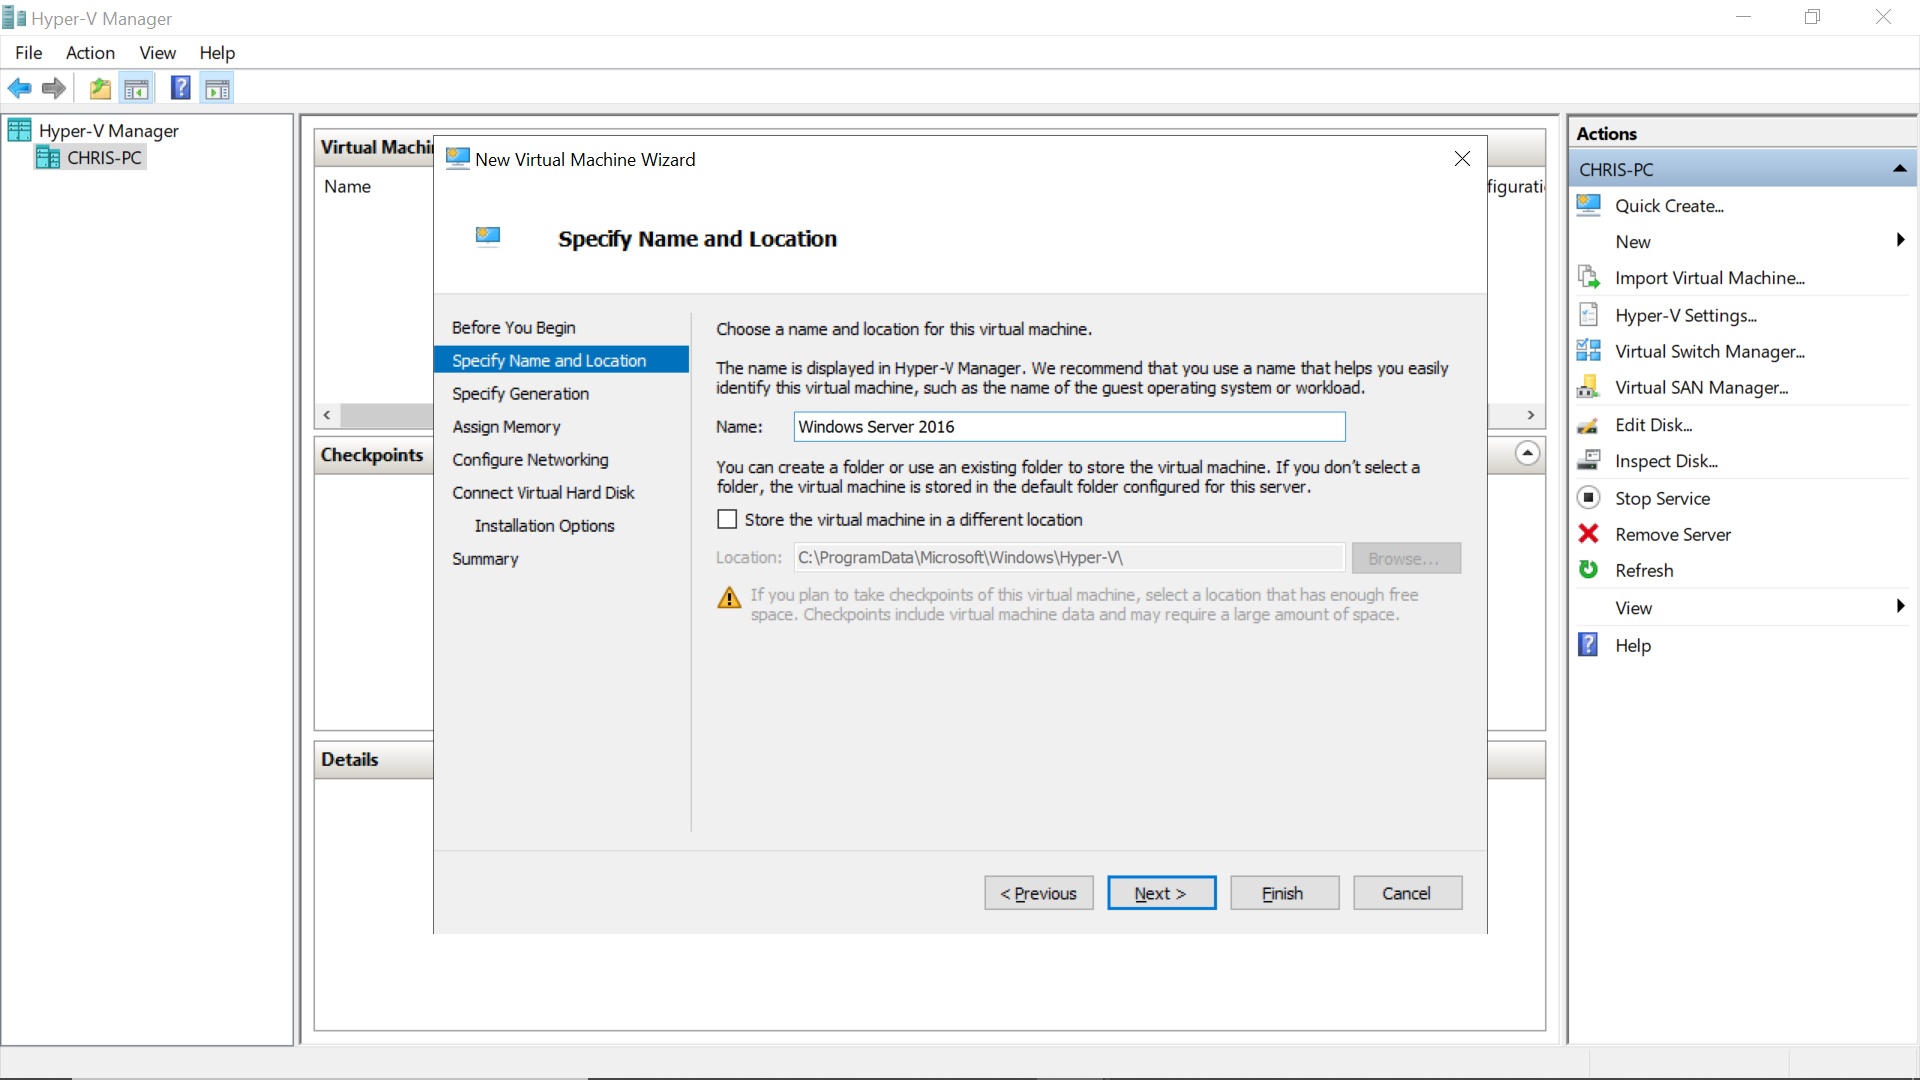 Hyper-V Manager
File Action View Help
Hyper-V Manager
CHRIS-PC
Virtual Machi
Name
figurati
Checkpoints
Details
New Virtual Machine Wizard
Specify Name and Location
Before You Begin
Specify Name and Location
Specify Generation
Assign Memory
Configure Networking
Connect Virtual Hard Disk
Installation Options
Summary
Choose a name and location for this virtual machine.
The name is displayed in Hyper-V Manager. We recommend that you use a name that helps you easily
identify this virtual machine, such as the name of the guest operating system or workload.
Name: Windows Server 2016
You can create a folder or use an existing folder to store the virtual machine. If you don't select a
folder, the virtual machine is stored in the default folder configured for this server.
Store the virtual machine in a different location
Location: C:\ProgramData\Microsoft\Windows\Hyper-V\ Browse...
If you plan to take checkpoints of this virtual machine, select a location that has enough free
space. Checkpoints include virtual machine data and may require a large amount of space.
< Previous Next > Finish Cancel
Actions
CHRIS-PC
Quick Create...
New
Import Virtual Machine...
Hyper-V Settings...
Virtual Switch Manager...
Virtual SAN Manager...
Edit Disk...
Inspect Disk...
Stop Service
Remove Server
Refresh
View
Help